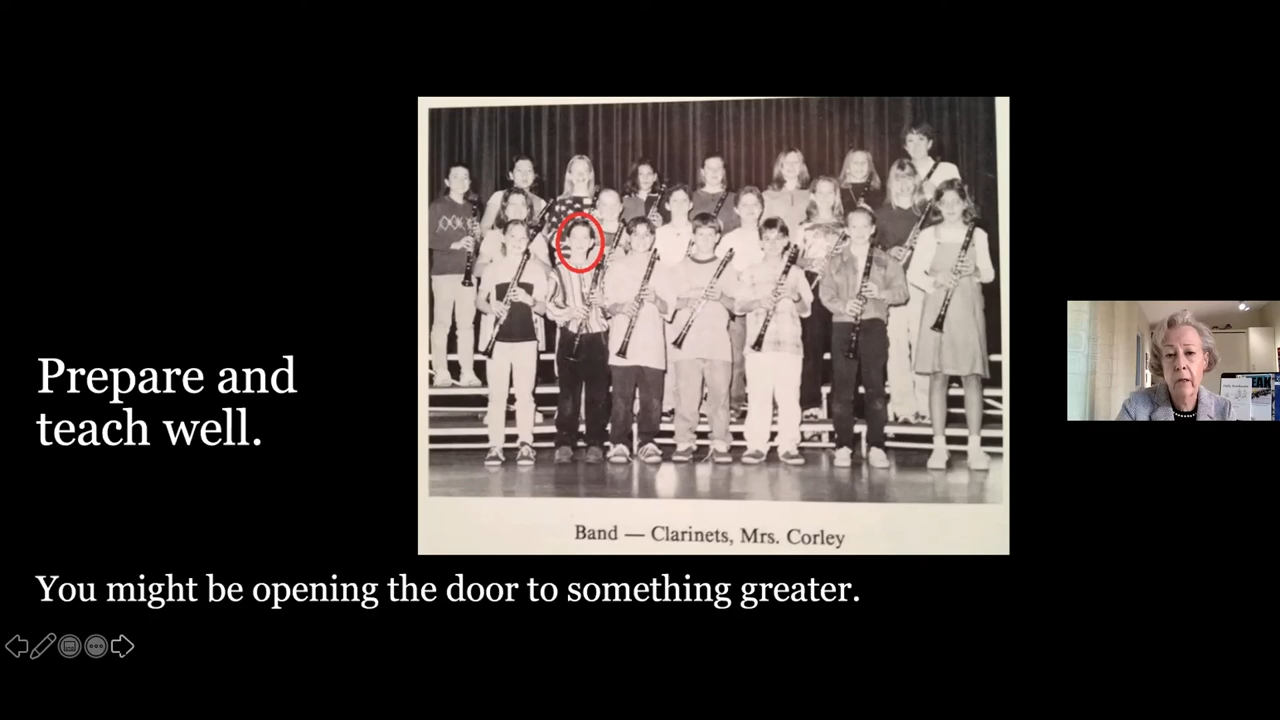 Prepare and
teach well.
Band — Clarinets, Mrs. Corley
You might be opening the door to something greater.